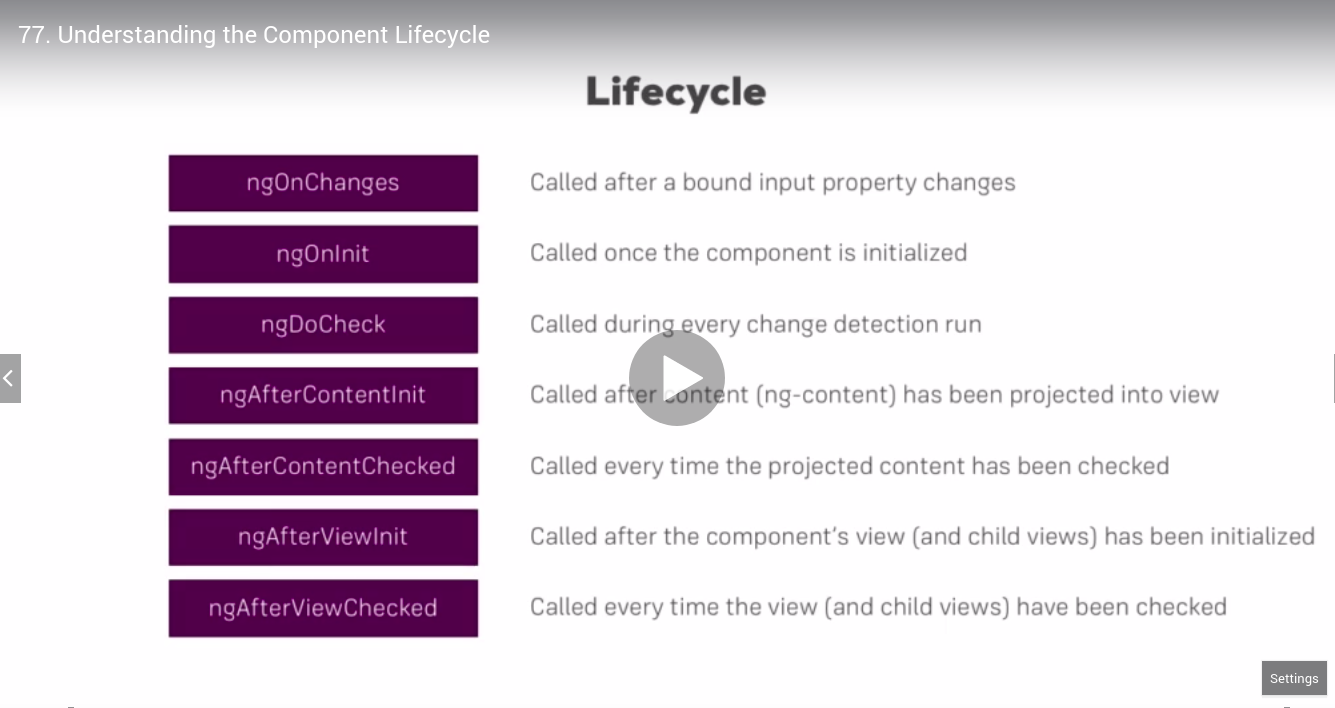 77. Understanding the Component Lifecycle
Lifecycle
ngOnChanges Called after a bound input property changes
ngOnInit Called once the component is initialized
ngDoCheck Called during every change detection run
ngAfterContentInit Called after content (ng-content) has been projected into view
ngAfterContentChecked Called every time the projected content has been checked
ngAfterViewInit Called after the component's view (and child views) has been initialized
ngAfterViewChecked Called every time the view (and child views) have been checked
Settings